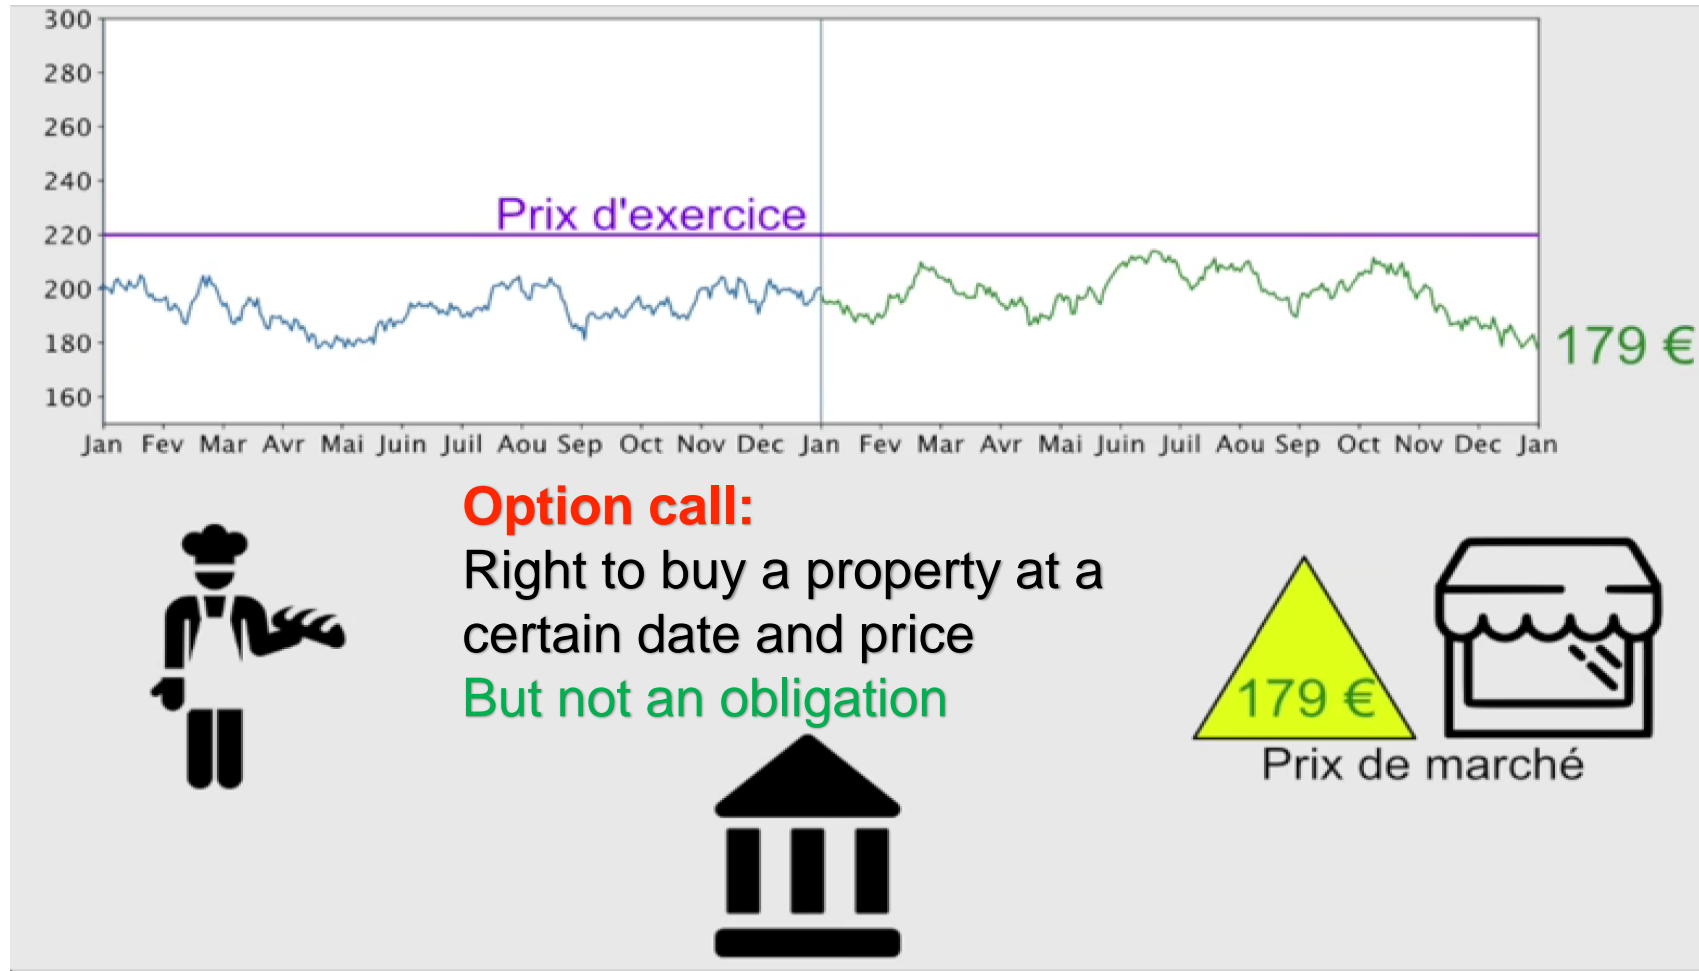 300
280
260
240
Prix d'exercice
220
200
180
160
179 €
Jan Fev Mar Avr Mai Juin Juil Aou Sep Oct Nov Dec Jan Fev Mar Avr Mai Juin Juil Aou Sep Oct Nov Dec Jan
Option call:
Right to buy a property at a
certain date and price
But not an obligation
179 €
Prix de marché